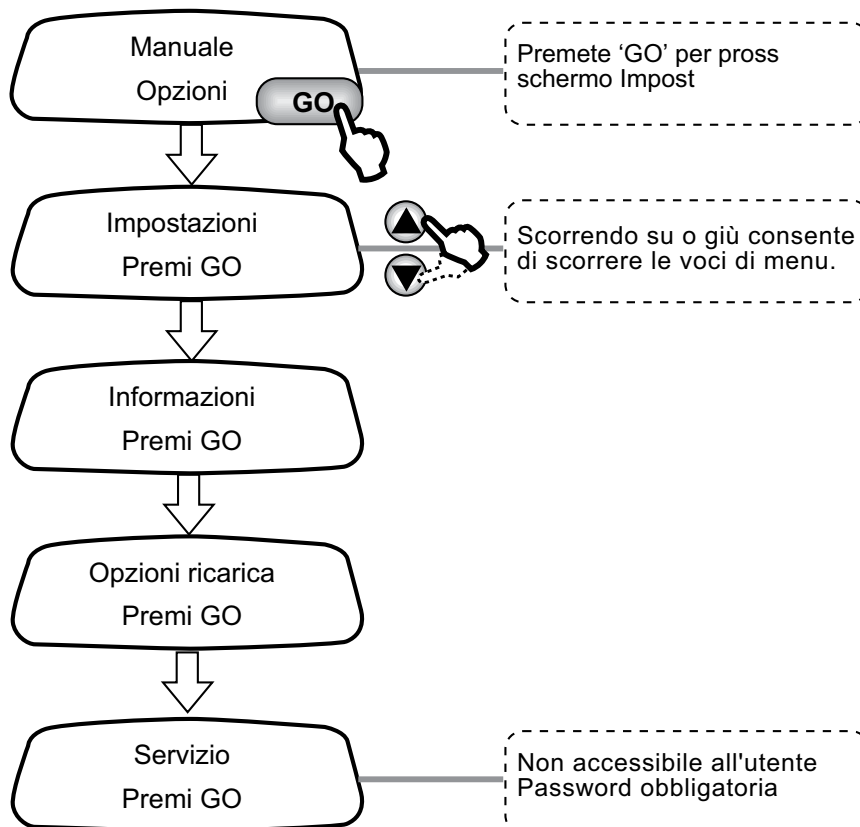 Manuale
Opzioni
GO
Premete ‘GO’ per pross
schermo Impost
Impostazioni
Premi GO
Scorrendo su o giù consente
di scorrere le voci di menu.
Informazioni
Premi GO
Opzioni ricarica
Premi GO
Servizio
Premi GO
Non accessibile all'utente
Password obbligatoria